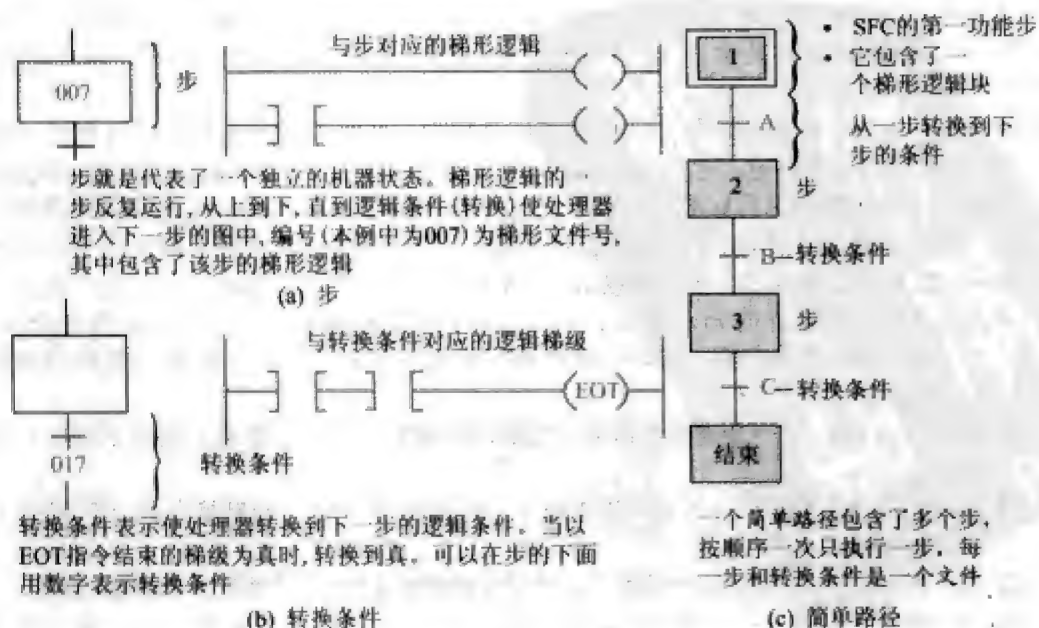 007
步
与步对应的梯形逻辑
步就是代表了一个独立的机器状态。梯形逻辑的一
步反复运行,从上到下,直到逻辑条件(转换)使处理器
进入下一步的图中,编号(本例中为007)为梯形文件号,
其中包含了该步的梯形逻辑
(a) 步
与转换条件对应的逻辑梯级
EOT
017
转换条件
转换条件表示使处理器转换到下一步的逻辑条件。当以
EOT指令结束的梯级为真时,转换到真。可以在步的下面
用数字表示转换条件
(b) 转换条件
1
• SFC的第一功能步
• 它包含了一
个梯形逻辑块
A
从一步转换到下
步的条件
2
步
B
转换条件
3
步
C
转换条件
结束
一个简单路径包含了多个步,
按顺序一次只执行一步。每
一步和转换条件是一个文件
(c) 简单路径